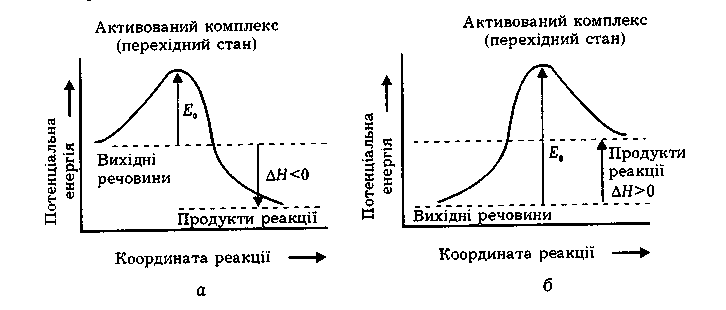 Активований комплекс
(перехідний стан)
Потенціальна
енергія
E₀
Вихідні
речовини
ΔH<0
Продукти реакції
Координата реакції
а
Активований комплекс
(перехідний стан)
Потенціальна
енергія
E₀
Продукти
реакції
ΔH>0
Вихідні речовини
Координата реакції
б